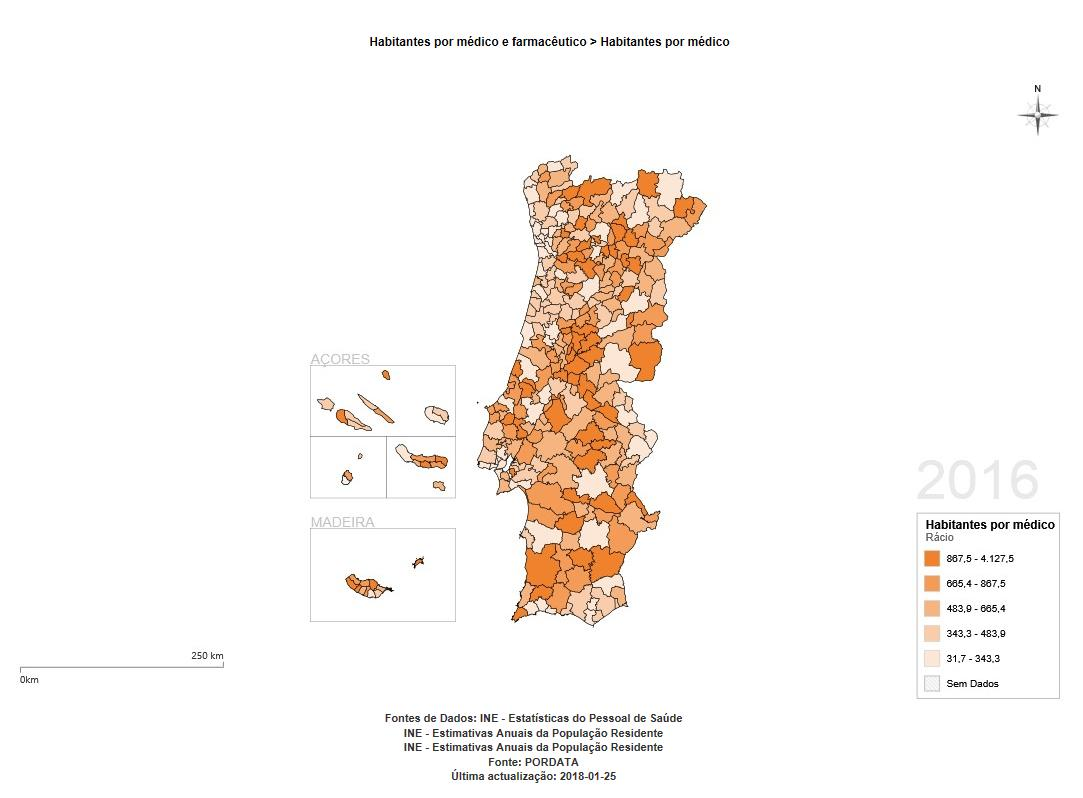 Habitantes por médico e farmacêutico > Habitantes por médico
N
AÇORES
MADEIRA
2016
Habitantes por médico
Rácio
867,5 - 4.127,5
665,4 - 867,5
483,9 - 665,4
343,3 - 483,9
31,7 - 343,3
Sem Dados
250 km
0km
Fontes de Dados: INE - Estatísticas do Pessoal de Saúde
INE - Estimativas Anuais da População Residente
INE - Estimativas Anuais da População Residente
Fonte: PORDATA
Última actualização: 2018-01-25